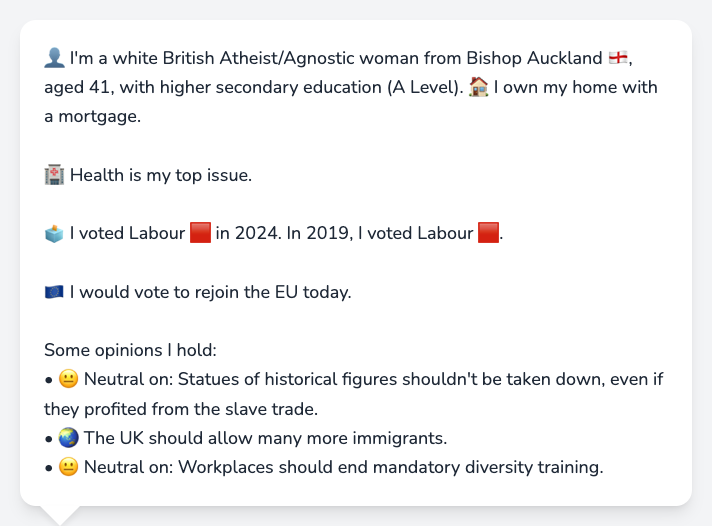 👤 I'm a white British Atheist/Agnostic woman from Bishop Auckland 🏴󠁧󠁢󠁥󠁮󠁧󠁿,
aged 41, with higher secondary education (A Level). 🏠 I own my home with
a mortgage.
🏥 Health is my top issue.
🗳️ I voted Labour 🟥 in 2024. In 2019, I voted Labour 🟥.
🇪🇺 I would vote to rejoin the EU today.
Some opinions I hold:
• 😐 Neutral on: Statues of historical figures shouldn't be taken down, even if
they profited from the slave trade.
• 🌏 The UK should allow many more immigrants.
• 😐 Neutral on: Workplaces should end mandatory diversity training.